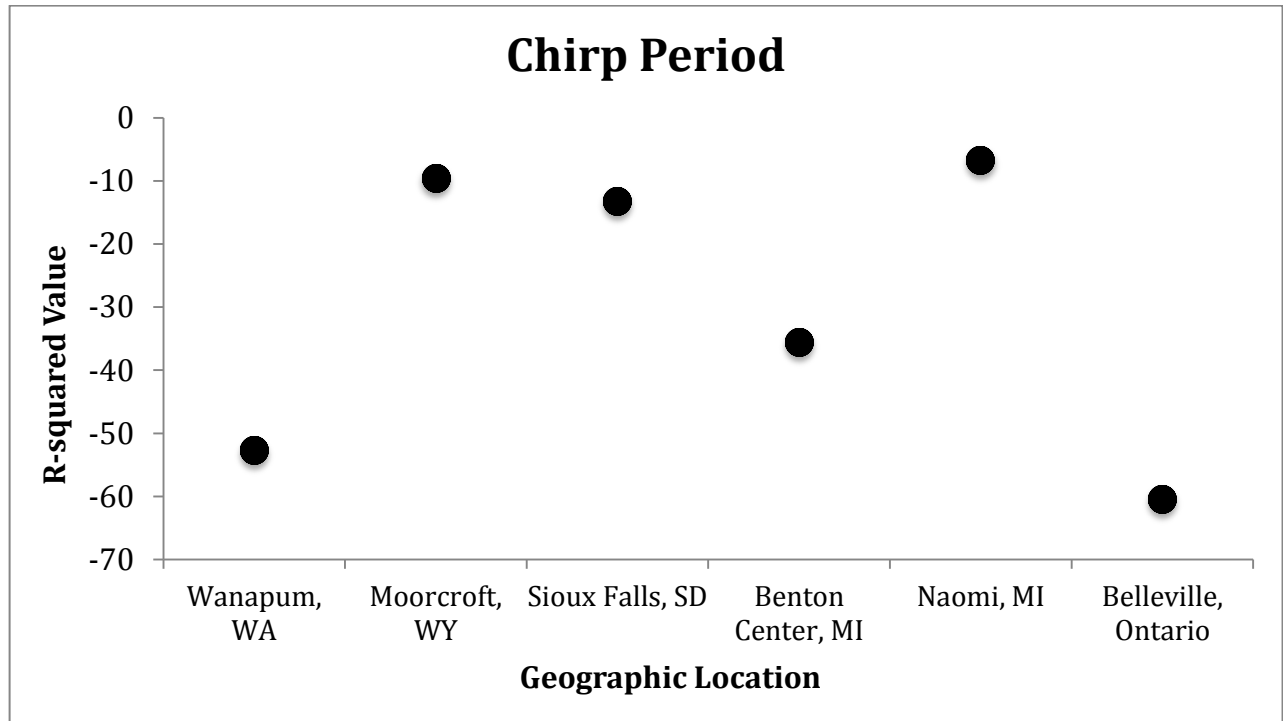 Chirp Period
0
-10
-20
-30
-40
-50
-60
-70
R-squared Value
Wanapum,
WA
Moorcroft,
WY
Sioux Falls, SD
Benton
Center, MI
Naomi, MI
Belleville,
Ontario
Geographic Location